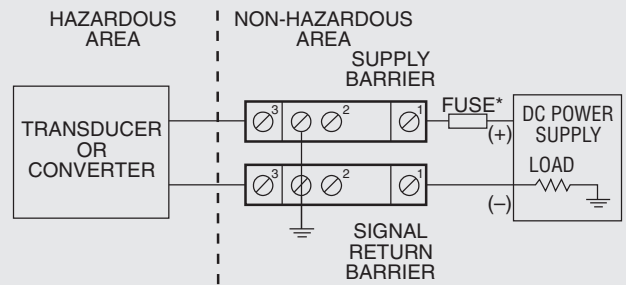 HAZARDOUS
AREA
NON-HAZARDOUS
AREA
SUPPLY
BARRIER
TRANSDUCER
OR
CONVERTER
3
2
1
FUSE*
(+)
DC POWER
SUPPLY
LOAD
3
2
1
(–)
SIGNAL
RETURN
BARRIER